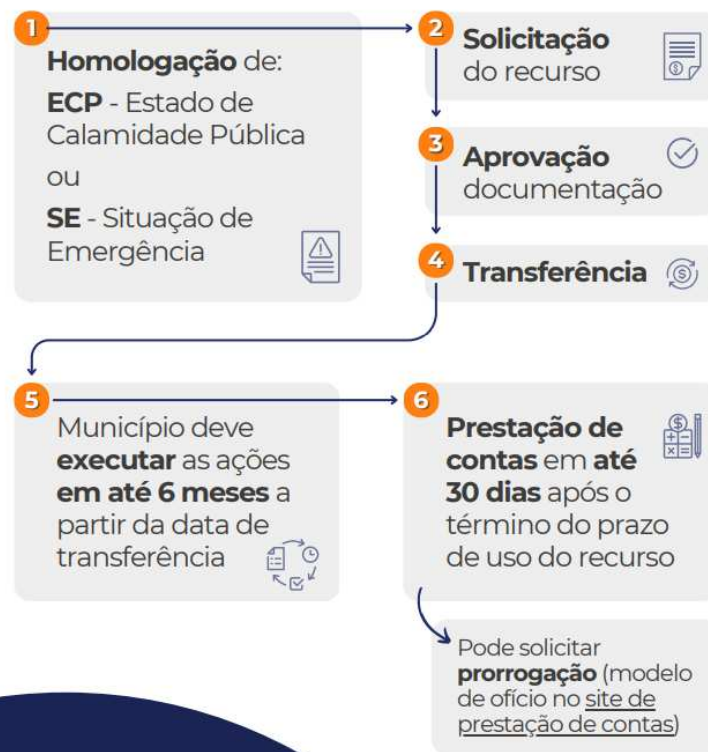 1
Homologação de:
ECP - Estado de
Calamidade Pública
ou
SE - Situação de
Emergência
2
Solicitação
do recurso
3
Aprovação
documentação
4
Transferência
5
Município deve
executar as ações
em até 6 meses a
partir da data de
transferência
6
Prestação de
contas em até
30 dias após o
término do prazo
de uso do recurso
Pode solicitar
prorrogação (modelo
de ofício no site de
prestação de contas)